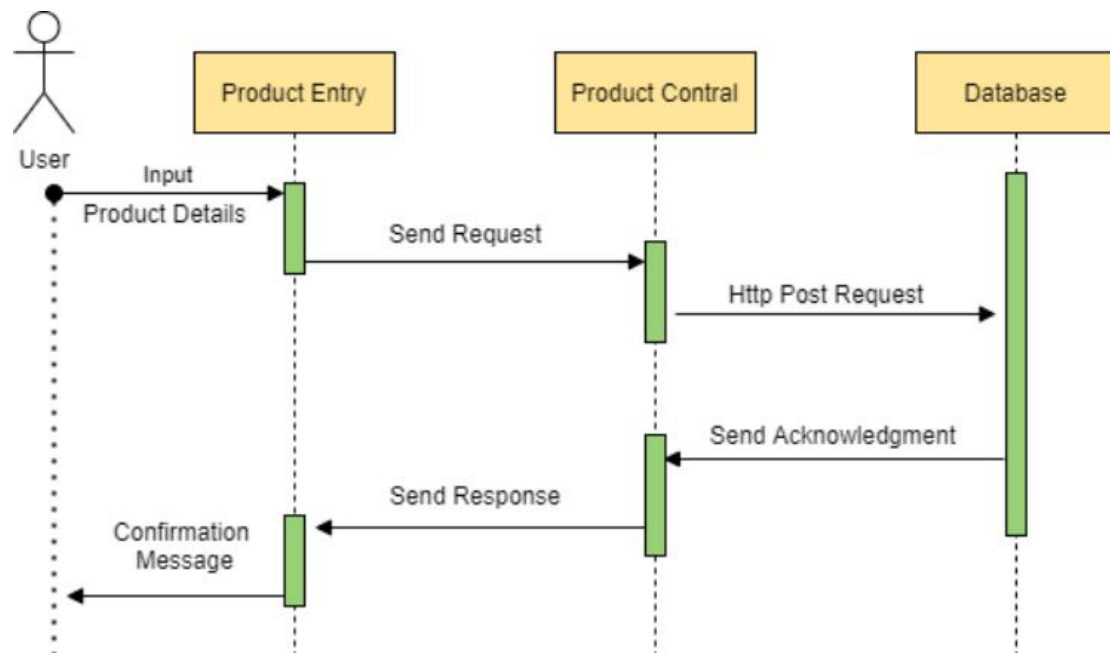 Product Entry
Product Contral
Database
User
Input
Product Details
Send Request
Http Post Request
Send Acknowledgment
Send Response
Confirmation
Message